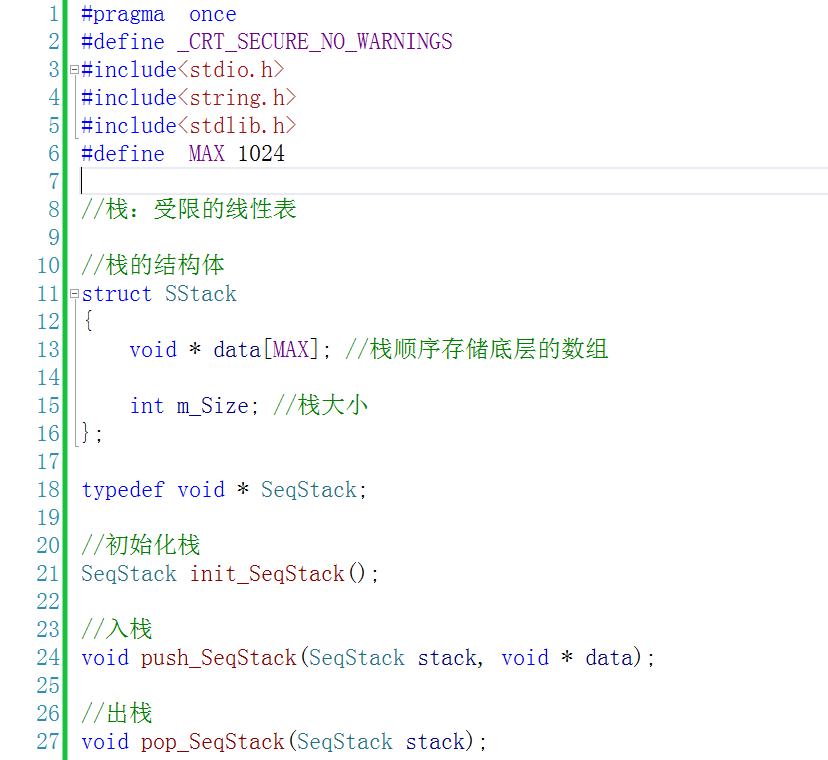 1 #pragma  once
2 #define _CRT_SECURE_NO_WARNINGS
3 #include<stdio.h>
4 #include<string.h>
5 #include<stdlib.h>
6 #define  MAX 1024
7
8 //栈：受限的线性表
9
10 //栈的结构体
11 struct SStack
12 {
13     void * data[MAX]; //栈顺序存储底层的数组
14
15     int m_Size; //栈大小
16 };
17
18 typedef void * SeqStack;
19
20 //初始化栈
21 SeqStack init_SeqStack();
22
23 //入栈
24 void push_SeqStack(SeqStack stack, void * data);
25
26 //出栈
27 void pop_SeqStack(SeqStack stack);